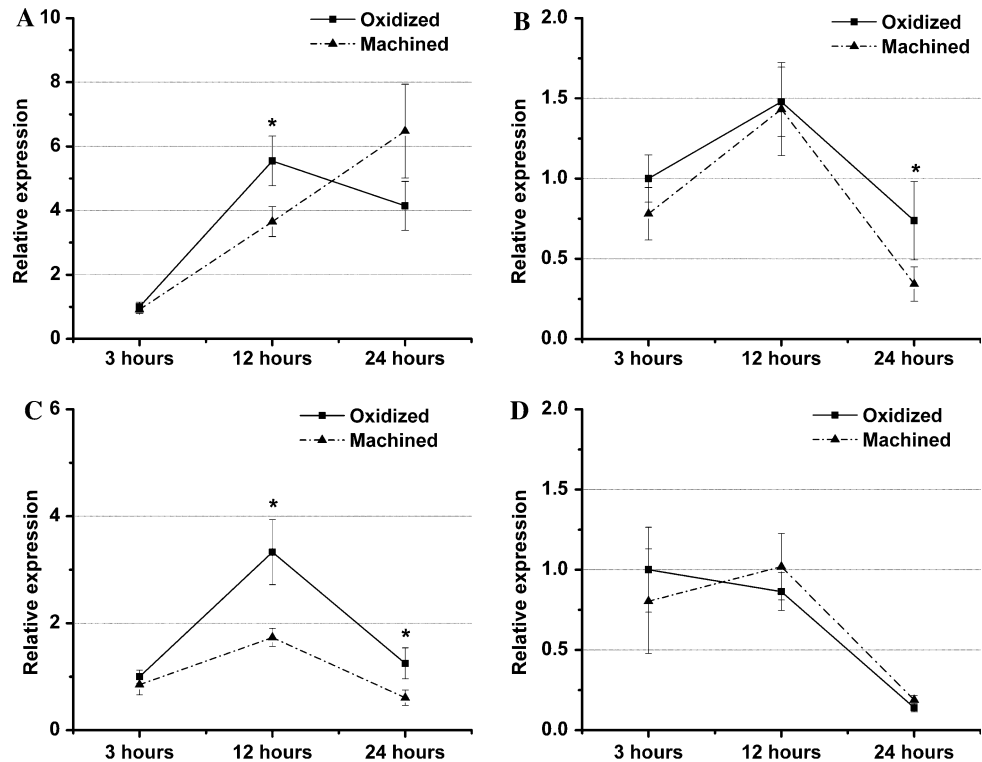 A
10
8
6
4
2
0
Relative expression
Oxidized
Machined
*
3 hours
12 hours
24 hours
B
2.0
1.5
1.0
0.5
0.0
Relative expression
Oxidized
Machined
*
3 hours
12 hours
24 hours
C
6
4
2
0
Relative expression
Oxidized
Machined
*
*
3 hours
12 hours
24 hours
D
2.0
1.5
1.0
0.5
0.0
Relative expression
Oxidized
Machined
3 hours
12 hours
24 hours